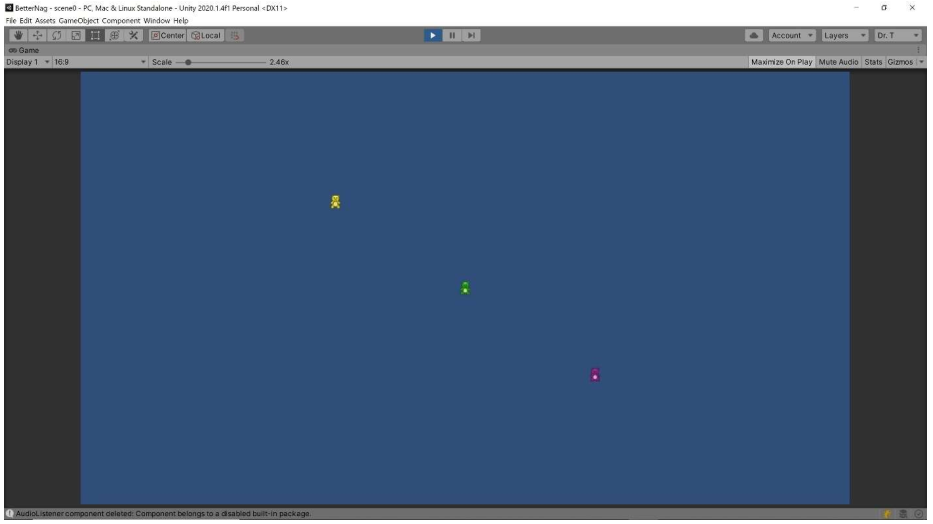 BetterNag - scene0 - PC, Mac & Linux Standalone - Unity 2020.1.4f1 Personal <DX11>
File Edit Assets GameObject Component Window Help
Center Local Account Layers Dr. T
Game
Display 1 16:9 Scale 2.46x Maximize On Play Mute Audio Stats Gizmos
AudioListener component deleted: Component belongs to a disabled built-in package.